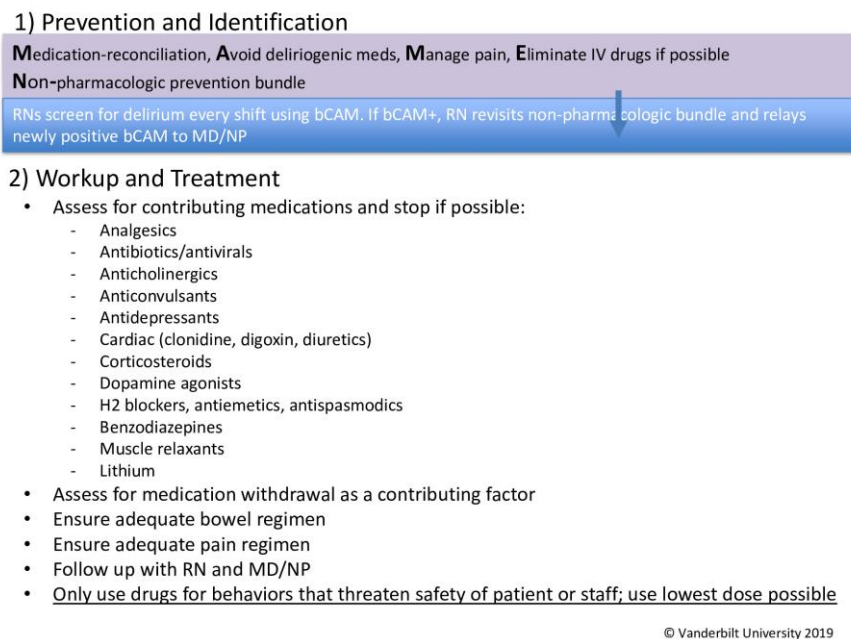 1) Prevention and Identification
Medication-reconciliation, Avoid deliriogenic meds, Manage pain, Eliminate IV drugs if possible
Non-pharmacologic prevention bundle
RNs screen for delirium every shift using bCAM. If bCAM+, RN revisits non-pharmacologic bundle and relays
newly positive bCAM to MD/NP
2) Workup and Treatment
• Assess for contributing medications and stop if possible:
- Analgesics
- Antibiotics/antivirals
- Anticholinergics
- Anticonvulsants
- Antidepressants
- Cardiac (clonidine, digoxin, diuretics)
- Corticosteroids
- Dopamine agonists
- H2 blockers, antiemetics, antispasmodics
- Benzodiazepines
- Muscle relaxants
- Lithium
• Assess for medication withdrawal as a contributing factor
• Ensure adequate bowel regimen
• Ensure adequate pain regimen
• Follow up with RN and MD/NP
• Only use drugs for behaviors that threaten safety of patient or staff; use lowest dose possible
© Vanderbilt University 2019